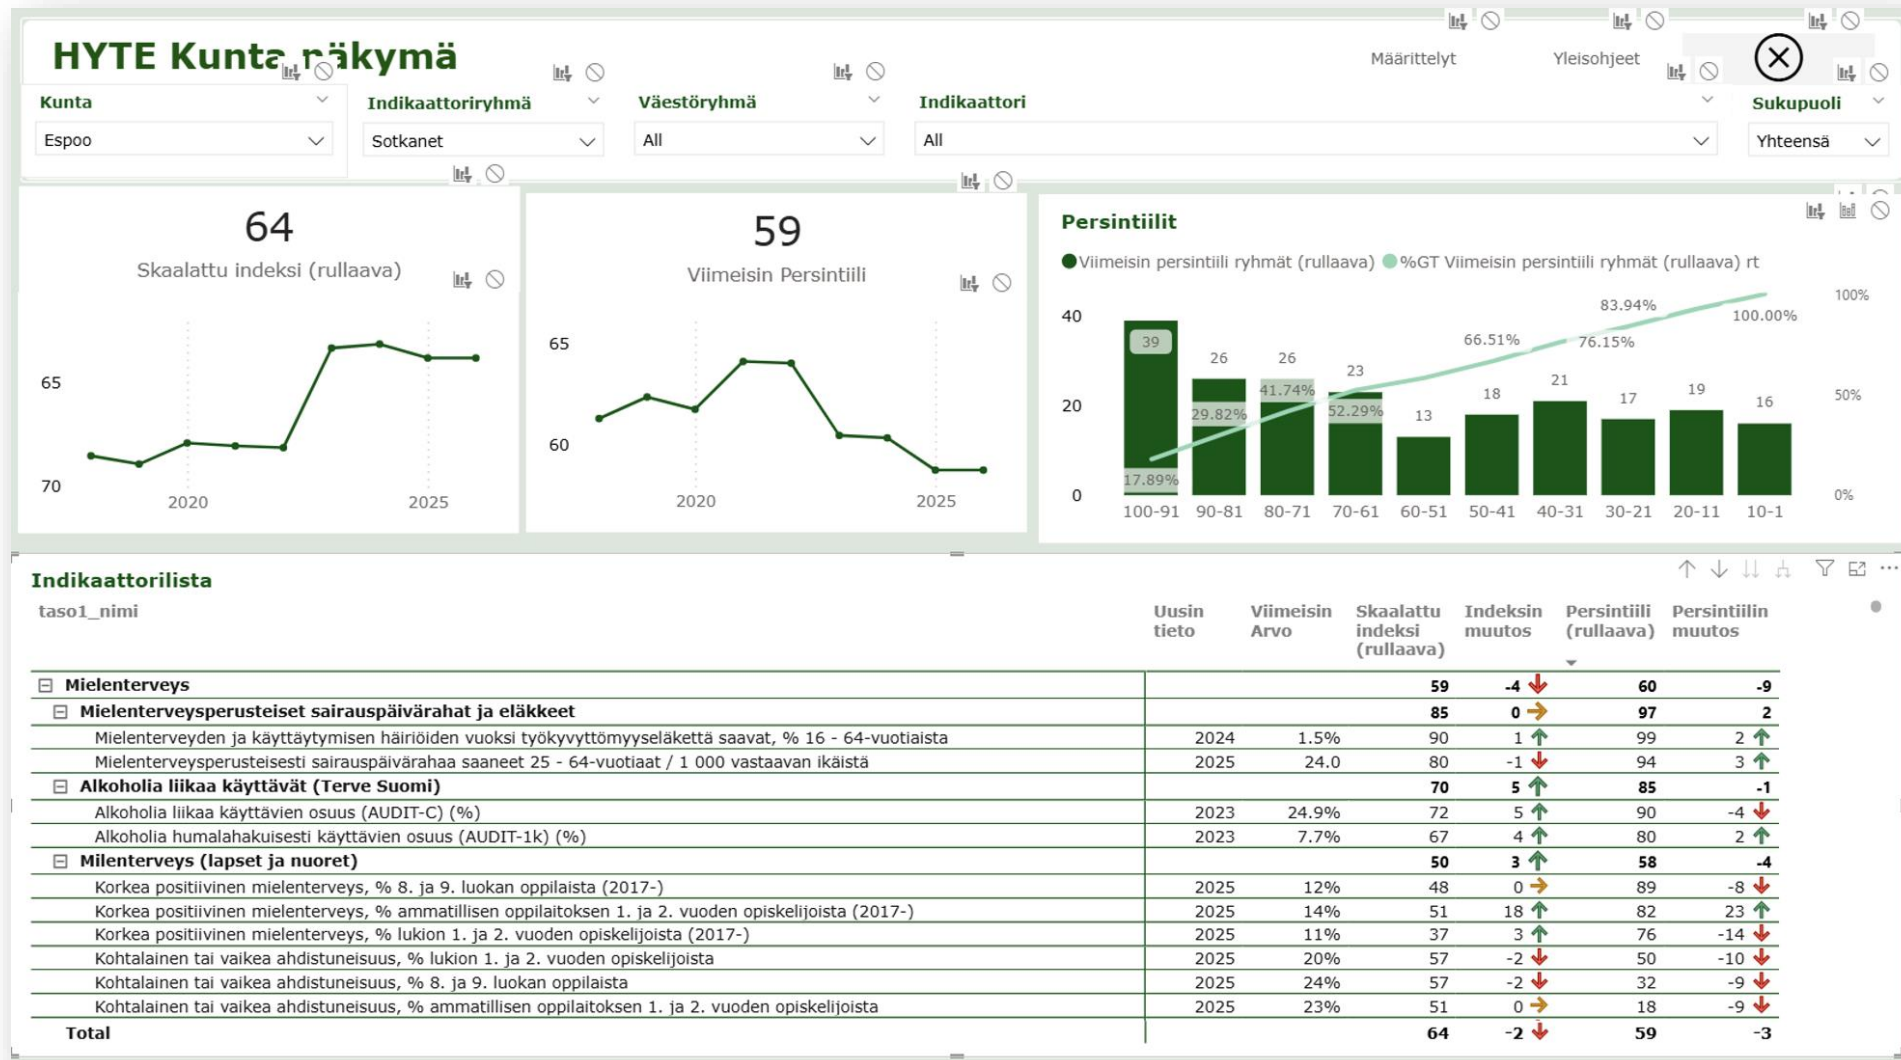 HYTE Kunta näkymä
Määrittelyt
Yleisohjeet
Kunta
Indikaattoriryhmä
Väestöryhmä
Indikaattori
Sukupuoli
Espoo
Sotkanet
All
All
Yhteensä
64
Skaalattu indeksi (rullaava)
65
70
2020
2025
59
Viimeisin Persintiili
65
60
2020
2025
Persintiilit
Viimeisin persintiili ryhmät (rullaava) %GT Viimeisin persintiili ryhmät (rullaava) rt
40
20
0
100%
50%
0%
39
26
26
23
13
18
21
17
19
16
17.89%
29.82%
41.74%
52.29%
66.51%
76.15%
83.94%
100.00%
100-91 90-81 80-71 70-61 60-51 50-41 40-31 30-21 20-11 10-1
Indikaattorilista
taso1_nimi Uusin tieto Viimeisin Arvo Skaalattu indeksi (rullaava) Indeksin muutos Persintiili (rullaava) Persintiilin muutos
Mielenterveys 59 -4 60 -9
Mielenterveysperusteiset sairauspäivärahat ja eläkkeet 85 0 97 2
Mielenterveyden ja käyttäytymisen häiriöiden vuoksi työkyvyttömyyseläkettä saavat, % 16 - 64-vuotiaista 2024 1.5% 90 1 99 2
Mielenterveysperusteisesti sairauspäivärahaa saaneet 25 - 64-vuotiaat / 1 000 vastaavan ikäistä 2025 24.0 80 -1 94 3
Alkoholia liikaa käyttävät (Terve Suomi) 70 5 85 -1
Alkoholia liikaa käyttävien osuus (AUDIT-C) (%) 2023 24.9% 72 5 90 -4
Alkoholia humalahakuisesti käyttävien osuus (AUDIT-1k) (%) 2023 7.7% 67 4 80 2
Milenterveys (lapset ja nuoret) 50 3 58 -4
Korkea positiivinen mielenterveys, % 8. ja 9. luokan oppilaista (2017-) 2025 12% 48 0 89 -8
Korkea positiivinen mielenterveys, % ammatillisen oppilaitoksen 1. ja 2. vuoden opiskelijoista (2017-) 2025 14% 51 18 82 23
Korkea positiivinen mielenterveys, % lukion 1. ja 2. vuoden opiskelijoista (2017-) 2025 11% 37 3 76 -14
Kohtalainen tai vaikea ahdistuneisuus, % lukion 1. ja 2. vuoden opiskelijoista 2025 20% 57 -2 50 -10
Kohtalainen tai vaikea ahdistuneisuus, % 8. ja 9. luokan oppilaista 2025 24% 57 -2 32 -9
Kohtalainen tai vaikea ahdistuneisuus, % ammatillisen oppilaitoksen 1. ja 2. vuoden opiskelijoista 2025 23% 51 0 18 -9
Total 64 -2 59 -3